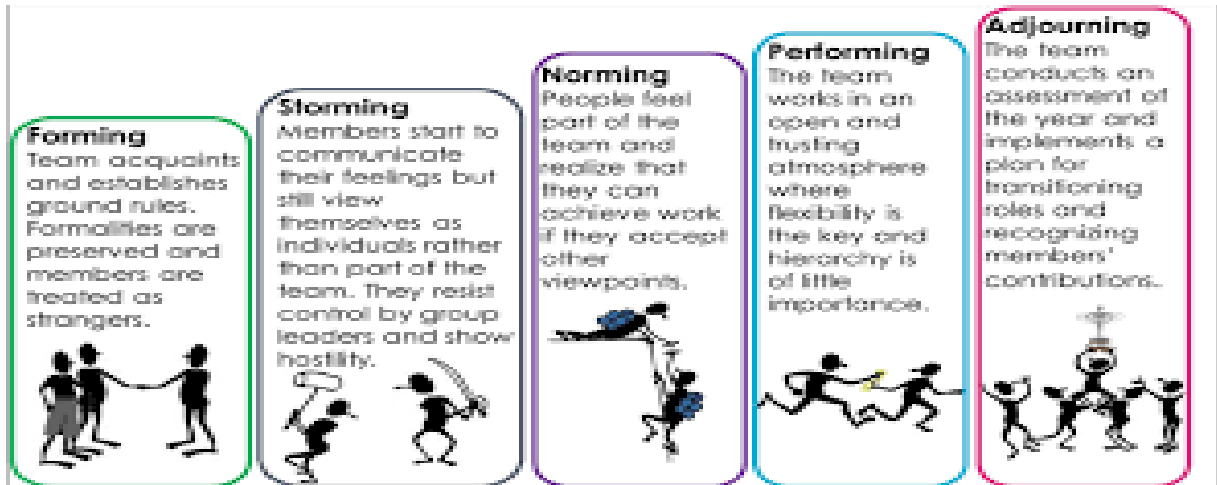 Forming
Team acquaints
and establishes
ground rules.
Formalities are
preserved and
members are
treated as
strangers.
Storming
Members start to
communicate
their feelings but
still view
themselves as
individuals rather
than part of the
team. They resist
control by group
leaders and show
hostility.
Norming
People feel
part of the
team and
realize that
they can
achieve work
if they accept
other
viewpoints.
Performing
The team
works in an
open and
trusting
atmosphere
where
flexibility is
the key and
hierarchy is
of little
importance.
Adjourning
The team
conducts an
assessment of
the year and
implements a
plan for
transitioning
roles and
recognizing
members'
contributions.